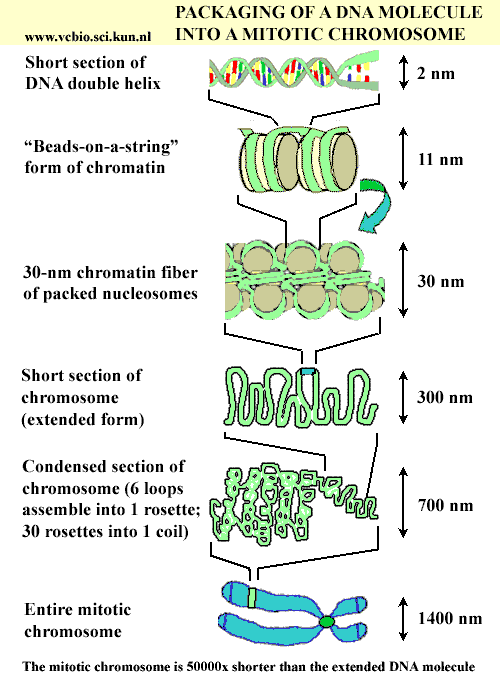 PACKAGING OF A DNA MOLECULE
www.vcbio.sci.kun.nl INTO A MITOTIC CHROMOSOME
Short section of
DNA double helix
2 nm
“Beads-on-a-string”
form of chromatin
11 nm
30-nm chromatin fiber
of packed nucleosomes
30 nm
Short section of
chromosome
(extended form)
300 nm
Condensed section of
chromosome (6 loops
assemble into 1 rosette;
30 rosettes into 1 coil)
700 nm
Entire mitotic
chromosome
1400 nm
The mitotic chromosome is 50000x shorter than the extended DNA molecule